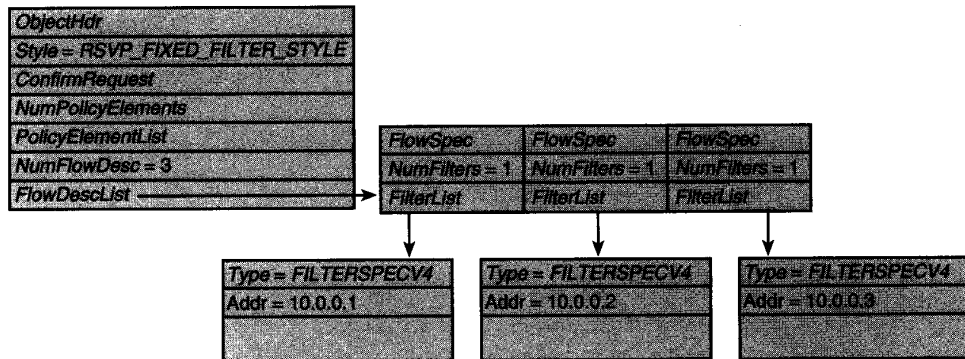 ObjectHdr
Style = RSVP_FIXED_FILTER_STYLE
ConfirmRequest
NumPolicyElements
PolicyElementList
NumFlowDesc = 3
FlowDescList
FlowSpec FlowSpec FlowSpec
NumFilters = 1 NumFilters = 1 NumFilters = 1
FilterList FilterList FilterList
Type = FILTERSPECV4 Type = FILTERSPECV4 Type = FILTERSPECV4
Addr = 10.0.0.1 Addr = 10.0.0.2 Addr = 10.0.0.3